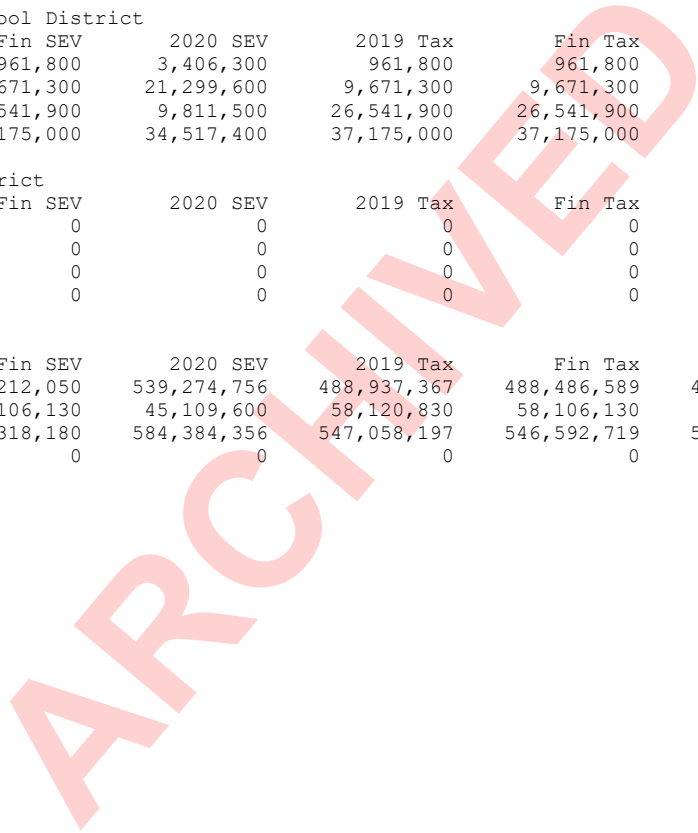 ool District
Fin SEV 2020 SEV 2019 Tax Fin Tax
961,800 3,406,300 961,800 961,800
671,300 21,299,600 9,671,300 9,671,300
541,900 9,811,500 26,541,900 26,541,900
175,000 34,517,400 37,175,000 37,175,000
rict
Fin SEV 2020 SEV 2019 Tax Fin Tax
0 0 0 0
0 0 0 0
0 0 0 0
0 0 0 0
Fin SEV 2020 SEV 2019 Tax Fin Tax
212,050 539,274,756 488,937,367 488,486,589 4
106,130 45,109,600 58,120,830 58,106,130
318,180 584,384,356 547,058,197 546,592,719 5
0 0 0 0
ARCHIVED